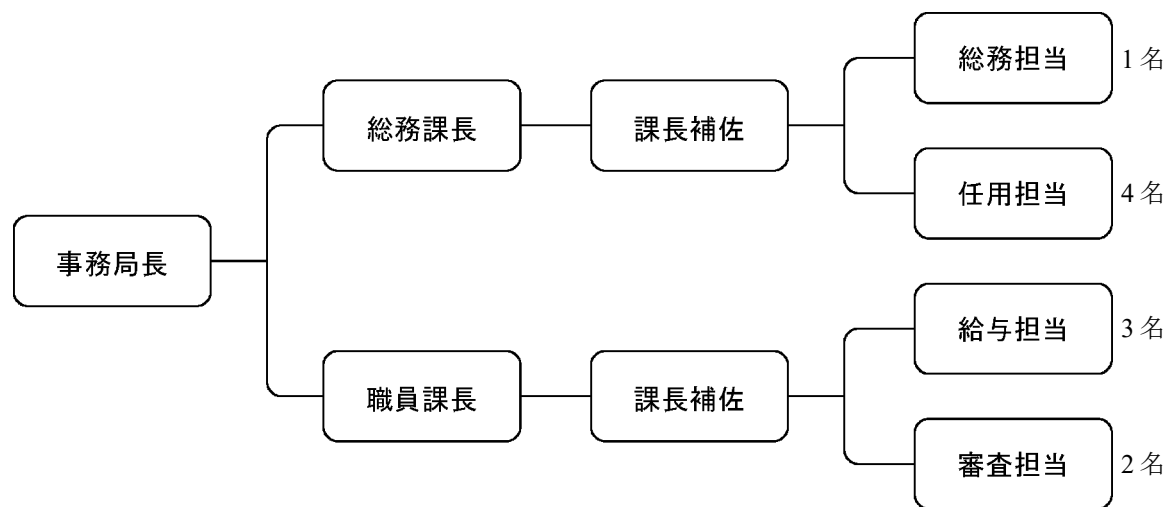 総務担当 1名
総務課長 課長補佐
任用担当 4名
事務局長
給与担当 3名
職員課長 課長補佐
審査担当 2名